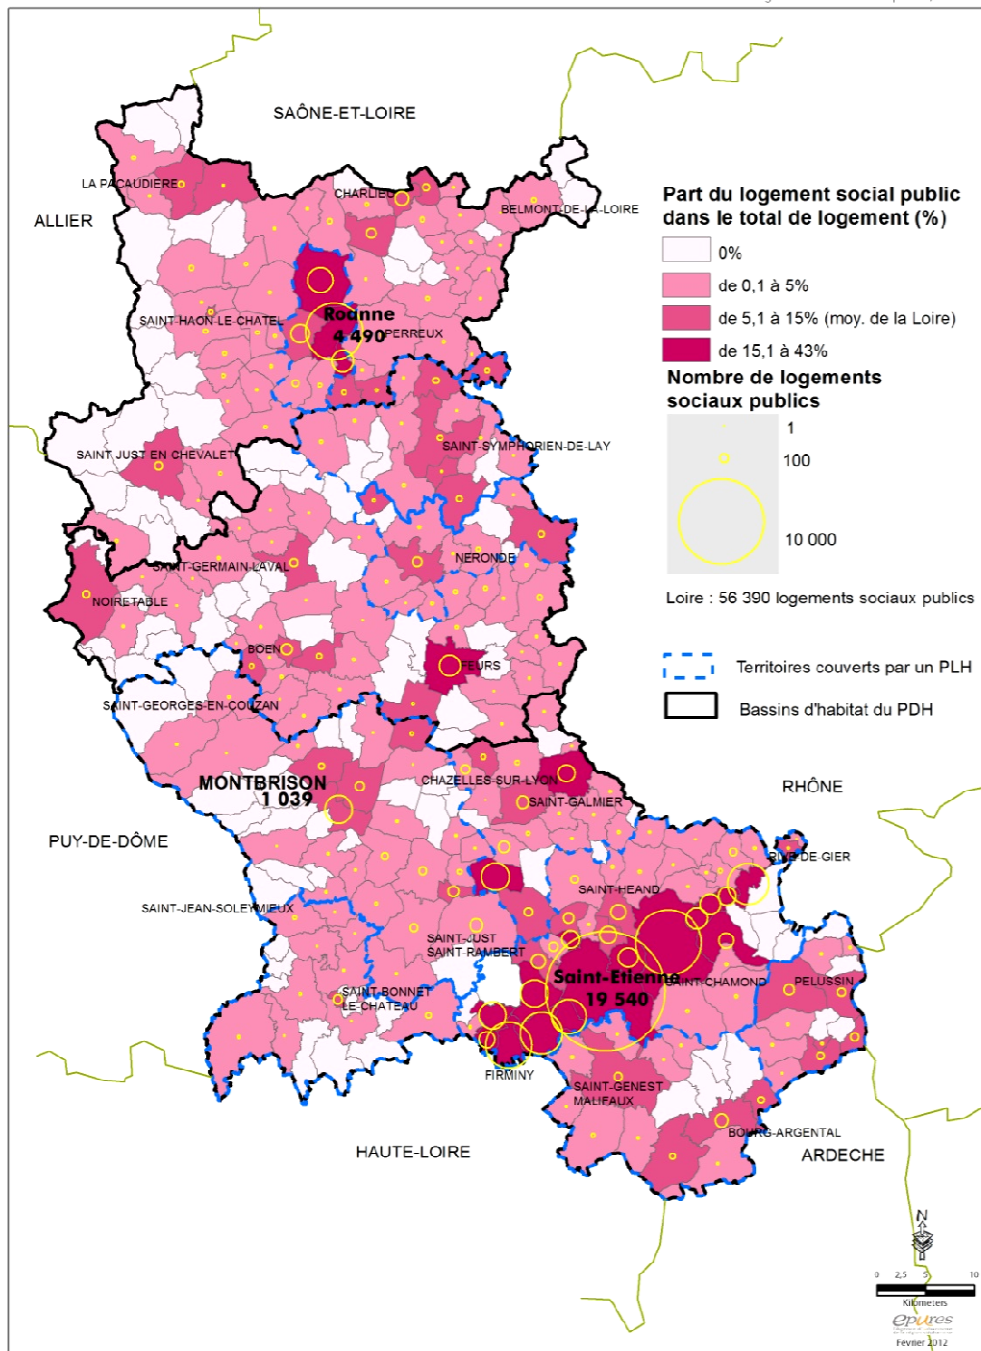 SAÔNE-ET-LOIRE
LA PACAUDIERE
CHARLIEU
BELMONT-DE-LA-LOIRE
ALLIER
Part du logement social public
dans le total de logement (%)
0%
de 0,1 à 5%
de 5,1 à 15% (moy. de la Loire)
de 15,1 à 43%
SAINT-HAON-LE-CHATEL
Roanne
4 490
PERREUX
Nombre de logements
sociaux publics
1
100
10 000
SAINT JUST EN CHEVALET
SAINT-SYMPHORIEN-DE-LAY
SAINT-GERMAIN-LAVAL
NERONDE
NOIRETABLE
Loire : 56 390 logements sociaux publics
BOEN
FEURS
Territoires couverts par un PLH
SAINT-GEORGES-EN-COUZAN
Bassins d'habitat du PDH
MONTBRISON
1 039
CHAZELLES-SUR-LYON
SAINT-GALMIER
RHÔNE
PUY-DE-DÔME
RIVE-DE-GIER
SAINT-HEAND
SAINT-JEAN-SOLEYMIEUX
SAINT-JUST
SAINT-RAMBERT
Saint-Etienne
19 540
SAINT-CHAMOND
PELUSSIN
SAINT-BONNET
LE-CHATEAU
FIRMINY
SAINT-GENEST
MALIFAUX
BOURG-ARGENTAL
HAUTE-LOIRE
ARDECHE
N
0 2,5 5 10
Kilometers
epures
Février 2012